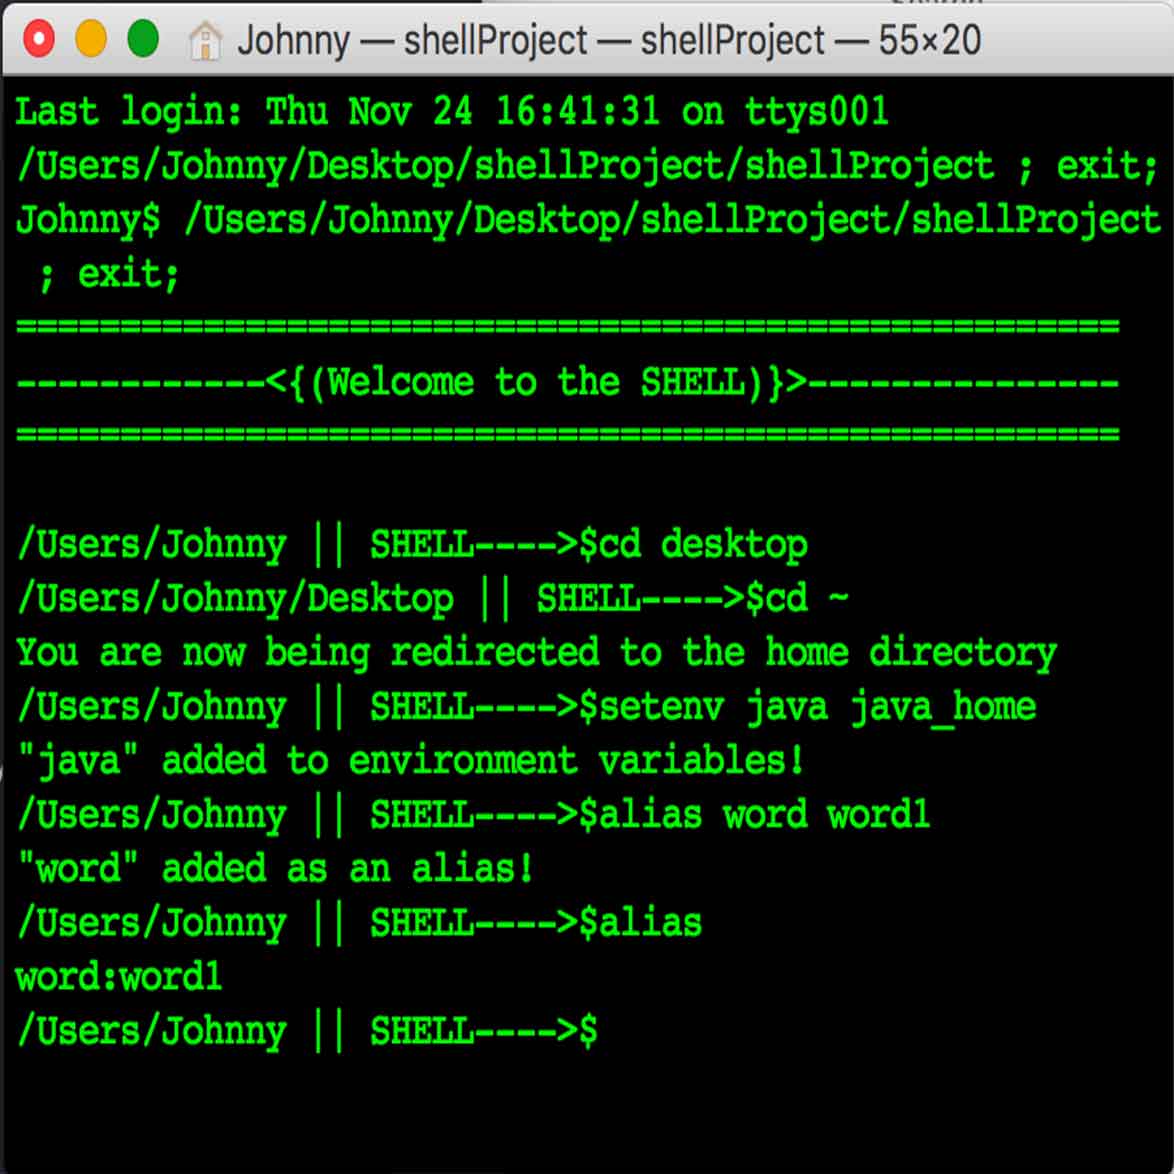 Johnny — shellProject — shellProject — 55×20
Last login: Thu Nov 24 16:41:31 on ttys001
/Users/Johnny/Desktop/shellProject/shellProject ; exit;
Johnny$ /Users/Johnny/Desktop/shellProject/shellProject
 ; exit;
=====================================================
------------<{(Welcome to the SHELL)}>---------------
=====================================================
/Users/Johnny || SHELL---->$cd desktop
/Users/Johnny/Desktop || SHELL---->$cd ~
You are now being redirected to the home directory
/Users/Johnny || SHELL---->$setenv java java_home
"java" added to environment variables!
/Users/Johnny || SHELL---->$alias word word1
"word" added as an alias!
/Users/Johnny || SHELL---->$alias
word:word1
/Users/Johnny || SHELL---->$